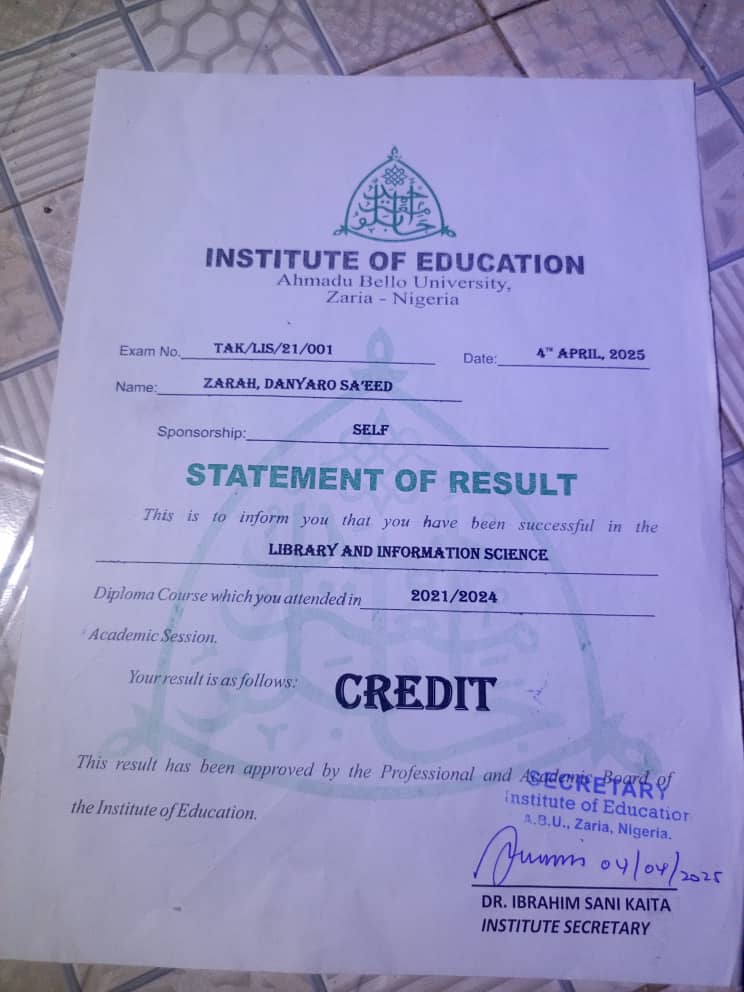 INSTITUTE OF EDUCATION
Ahmadu Bello University,
Zaria - Nigeria
Exam No. TAK/LIS/21/001 Date: 4TH APRIL, 2025
Name: ZARAH, DANYARO SA'EED
Sponsorship: SELF
STATEMENT OF RESULT
This is to inform you that you have been successful in the
LIBRARY AND INFORMATION SCIENCE
Diploma Course which you attended in 2021/2024
Academic Session.
Your result is as follows: CREDIT
This result has been approved by the Professional and Academic Board of
the Institute of Education.
SECRETARY
Institute of Education
A.B.U., Zaria, Nigeria.
04/04/2025
DR. IBRAHIM SANI KAITA
INSTITUTE SECRETARY